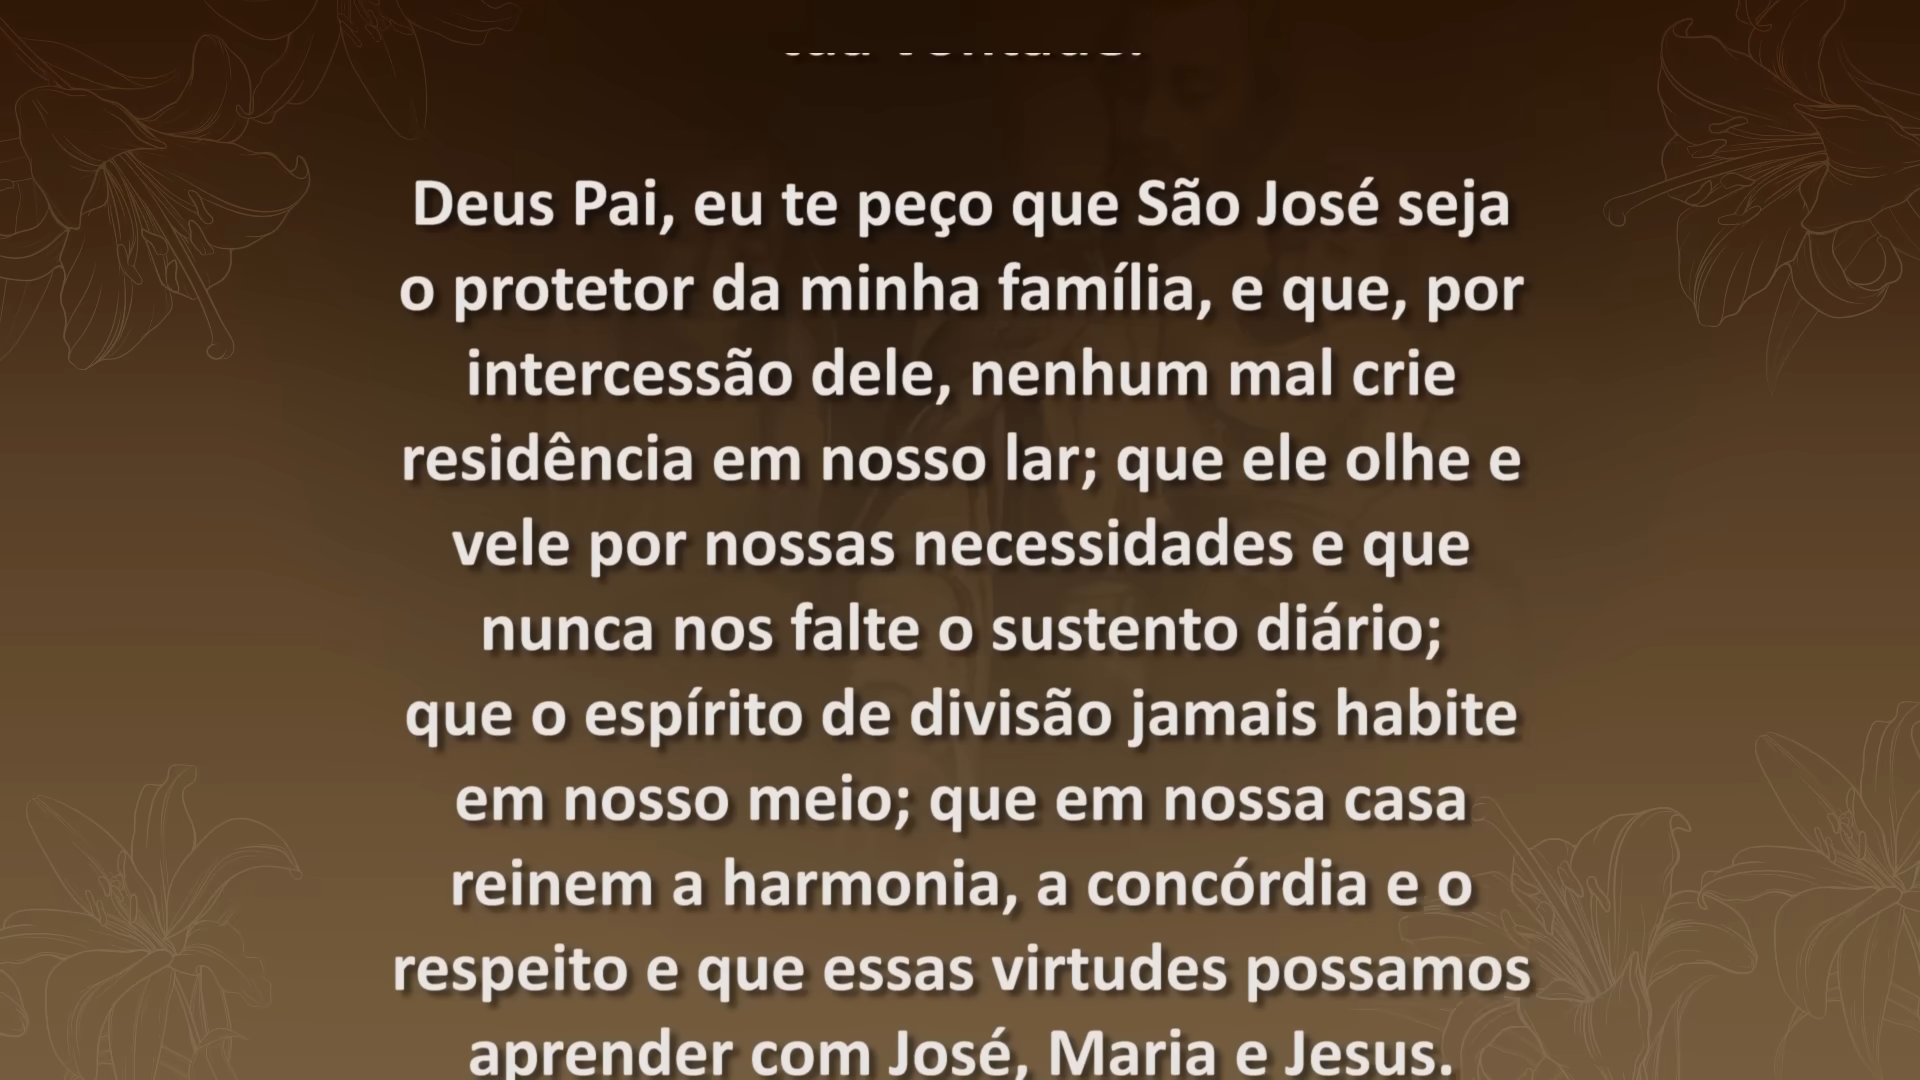 Deus Pai, eu te peço que São José seja
o protetor da minha família, e que, por
intercessão dele, nenhum mal crie
residência em nosso lar; que ele olhe e
vele por nossas necessidades e que
nunca nos falte o sustento diário;
que o espírito de divisão jamais habite
em nosso meio; que em nossa casa
reinem a harmonia, a concórdia e o
respeito e que essas virtudes possamos
aprender com José, Maria e Jesus.